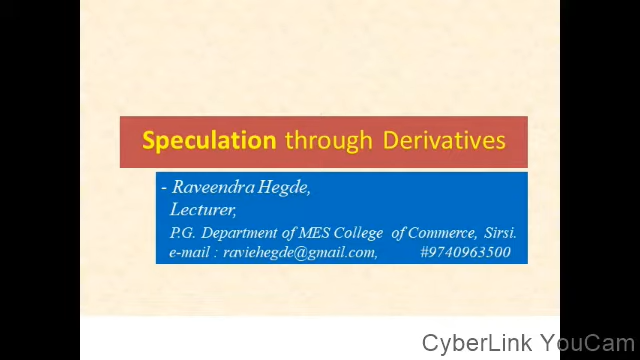 Speculation through Derivatives
- Raveendra Hegde,
Lecturer,
P.G. Department of MES College of Commerce, Sirsi.
e-mail : raviehegde@gmail.com, #9740963500
CyberLink YouCam